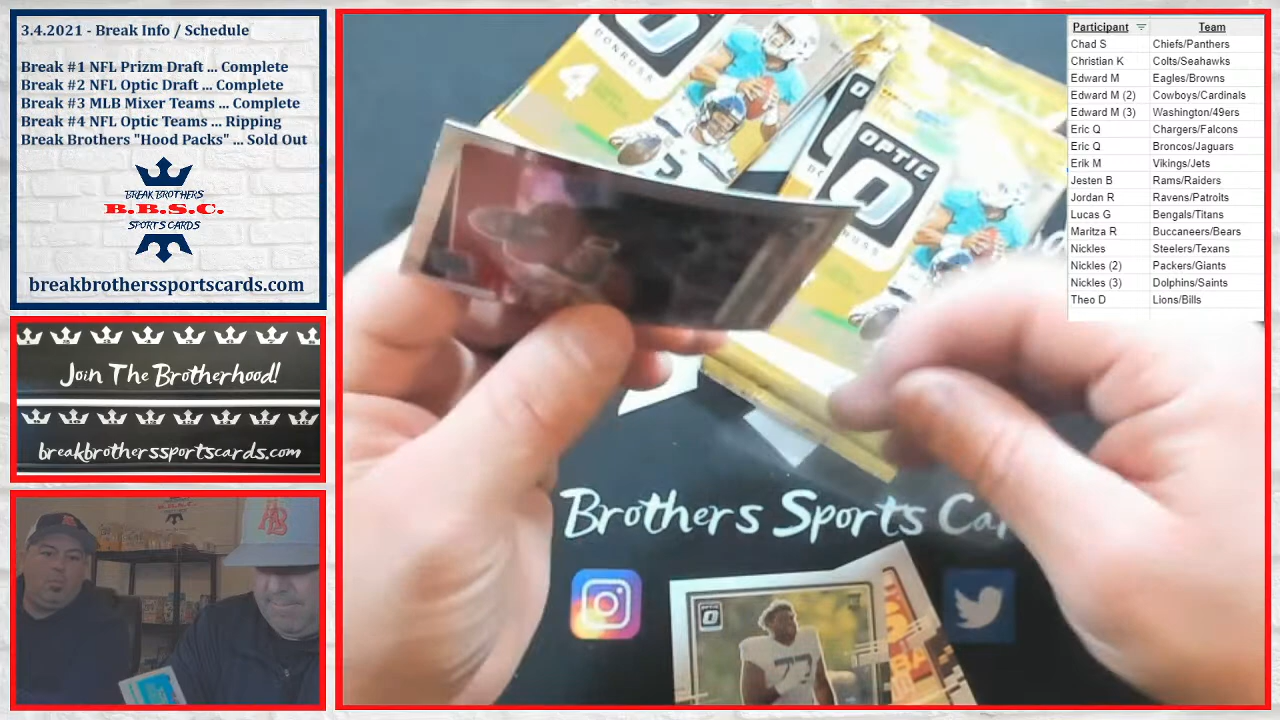 3.4.2021 - Break Info / Schedule
Break #1 NFL Prizm Draft ... Complete
Break #2 NFL Optic Draft ... Complete
Break #3 MLB Mixer Teams ... Complete
Break #4 NFL Optic Teams ... Ripping
Break Brothers "Hood Packs" ... Sold Out
BREAK BROTHERS
B.B.S.C.
SPORTS CARDS
breakbrotherssportscards.com
Join The Brotherhood!
breakbrotherssportscards.com
DONRUSS
4
OPTIC
DONRUSS
Brothers Sports
OPTIC
RC
77
Participant Team
Chad S Chiefs/Panthers
Christian K Colts/Seahawks
Edward M Eagles/Browns
Edward M (2) Cowboys/Cardinals
Edward M (3) Washington/49ers
Eric Q Chargers/Falcons
Eric Q Broncos/Jaguars
Erik M Vikings/Jets
Jesten B Rams/Raiders
Jordan R Ravens/Patroits
Lucas G Bengals/Titans
Maritza R Buccaneers/Bears
Nickles Steelers/Texans
Nickles (2) Packers/Giants
Nickles (3) Dolphins/Saints
Theo D Lions/Bills